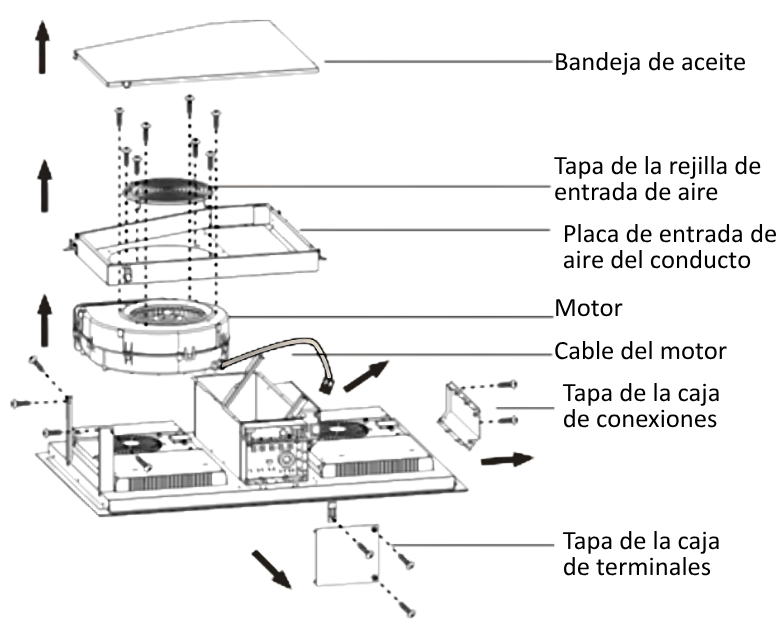 Bandeja de aceite
Tapa de la rejilla de
entrada de aire
Placa de entrada de
aire del conducto
Motor
Cable del motor
Tapa de la caja
de conexiones
Tapa de la caja
de terminales